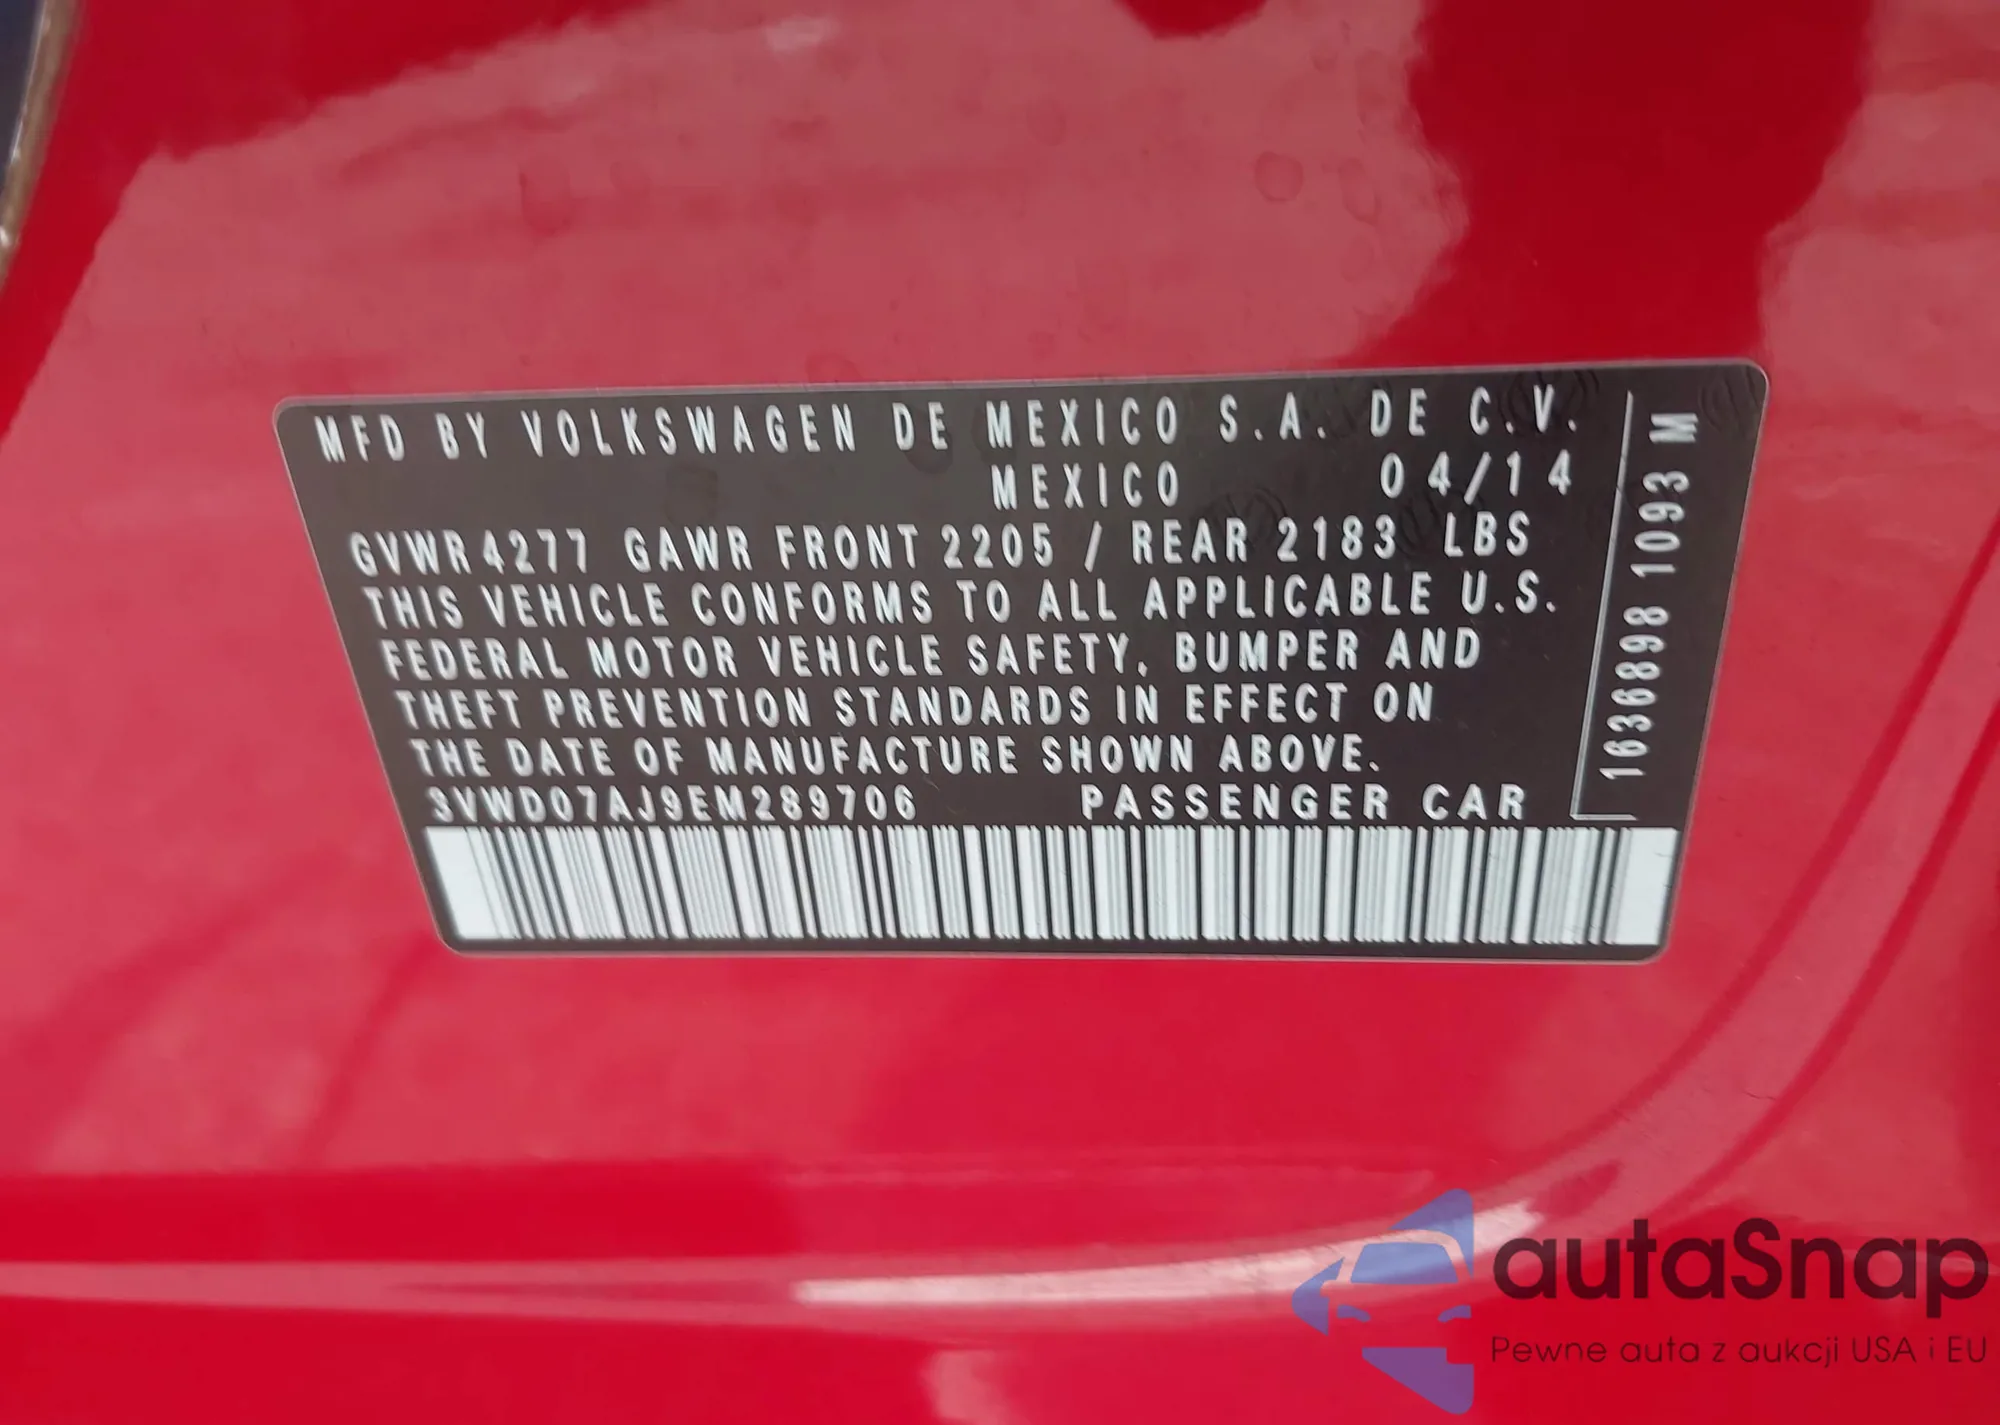 MFD BY VOLKSWAGEN DE MEXICO S.A. DE C.V.
MEXICO 04/14
GVWR 4277 GAWR FRONT 2205 / REAR 2183 LBS
THIS VEHICLE CONFORMS TO ALL APPLICABLE U.S.
FEDERAL MOTOR VEHICLE SAFETY, BUMPER AND
THEFT PREVENTION STANDARDS IN EFFECT ON
THE DATE OF MANUFACTURE SHOWN ABOVE.
3VWD07AJ9EM289706 PASSENGER CAR
1636898 1093 M
autaSnap
Pewne auta z aukcji USA i EU